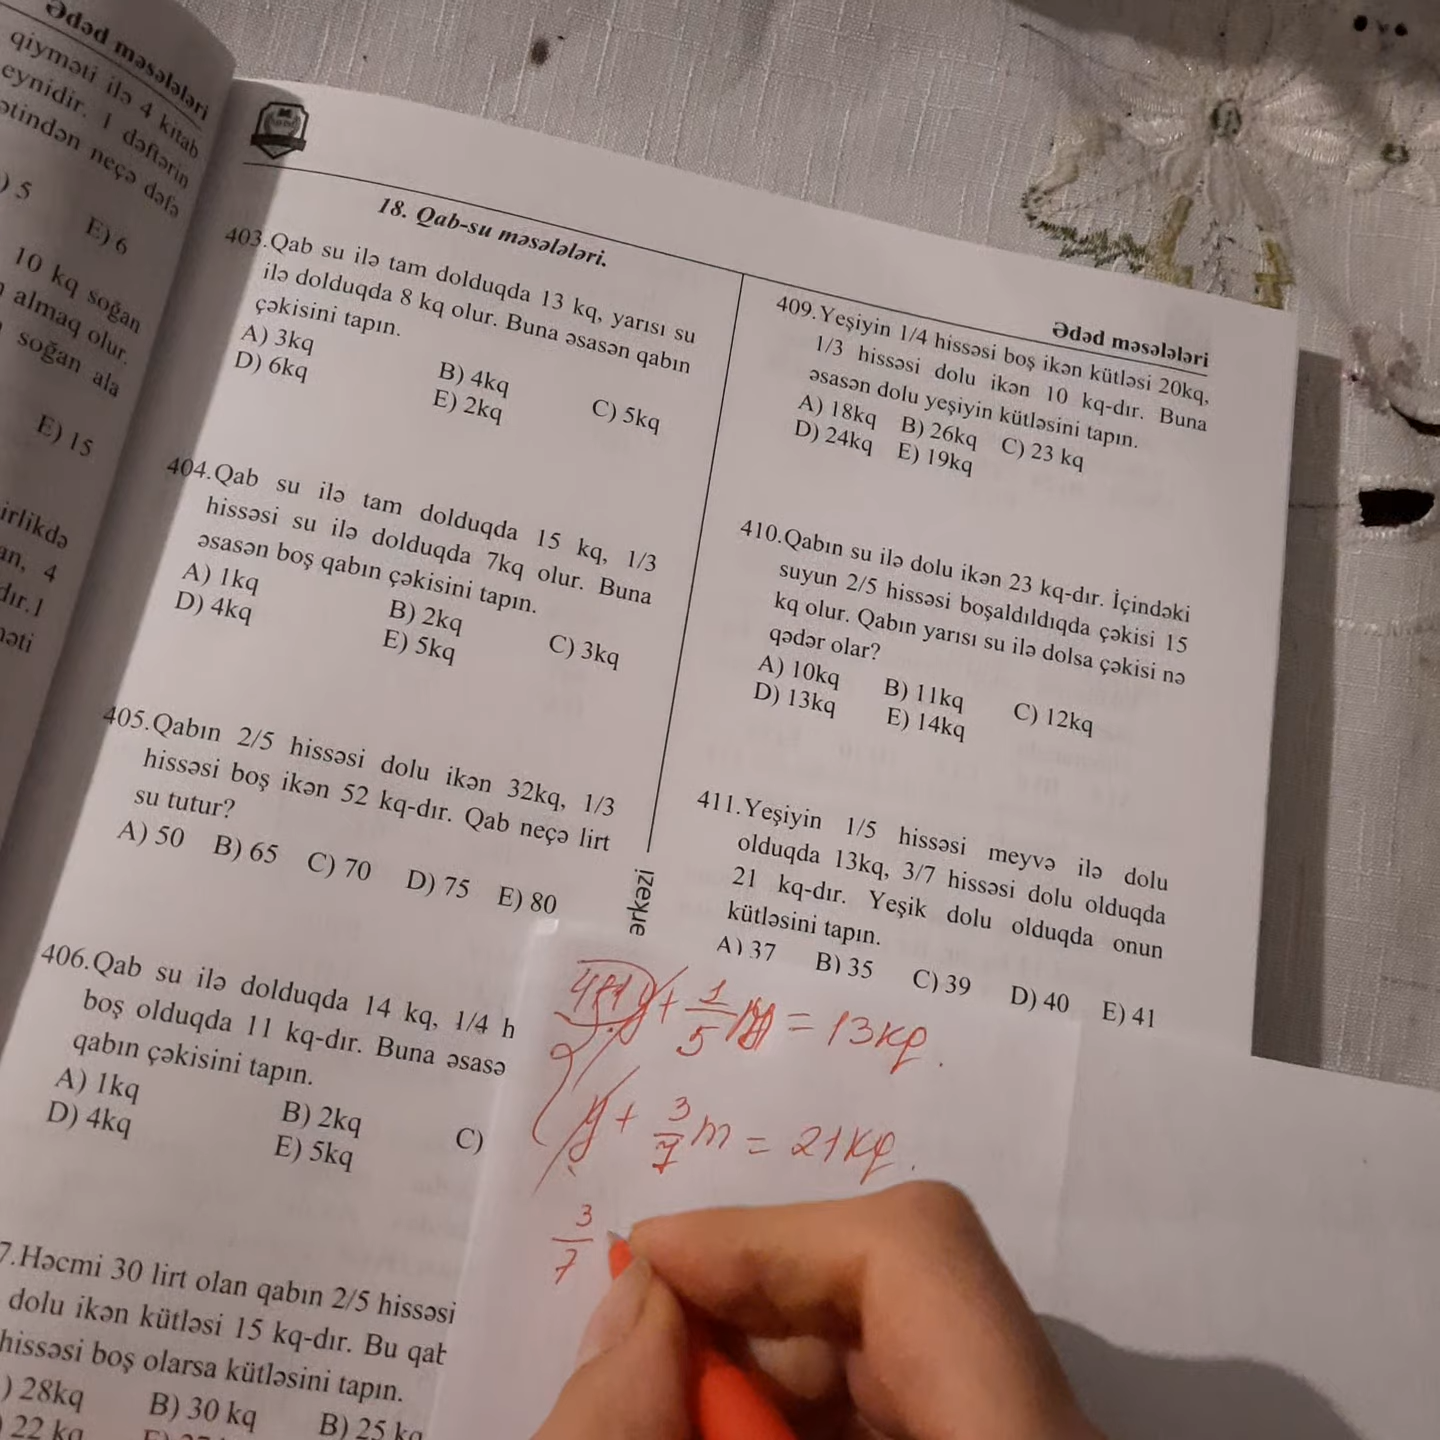 Ədəd məsələləri
qiyməti ilə 4 kitab
eynidir. 1 dəftərin
ətindən neçə dəfə
) 5
E) 6
10 kq soğan
almaq olur.
soğan ala
E) 15
irlikdə
an, 4
dır.1
18. Qab-su məsələləri.
403.Qab su ilə tam dolduqda 13 kq, yarısı su
ilə dolduqda 8 kq olur. Buna əsasən qabın
çəkisini tapın.
A) 3kq B) 4kq C) 5kq
D) 6kq E) 2kq
404.Qab su ilə tam dolduqda 15 kq, 1/3
hissəsi su ilə dolduqda 7kq olur. Buna
əsasən boş qabın çəkisini tapın.
A) 1kq B) 2kq C) 3kq
D) 4kq E) 5kq
405.Qabın 2/5 hissəsi dolu ikən 32kq, 1/3
hissəsi boş ikən 52 kq-dır. Qab neçə lirt
su tutur?
A) 50 B) 65 C) 70 D) 75 E) 80
406.Qab su ilə dolduqda 14 kq, 1/4 h
boş olduqda 11 kq-dır. Buna əsasə
qabın çəkisini tapın.
A) 1kq B) 2kq C)
D) 4kq E) 5kq
7.Həcmi 30 lirt olan qabın 2/5 hissəsi
dolu ikən kütləsi 15 kq-dır. Bu qab
hissəsi boş olarsa kütləsini tapın.
) 28kq B) 30 kq B) 25 kq
22 kq
Ədəd məsələləri
409.Yeşiyin 1/4 hissəsi boş ikən kütləsi 20kq,
1/3 hissəsi dolu ikən 10 kq-dır. Buna
əsasən dolu yeşiyin kütləsini tapın.
A) 18kq B) 26kq C) 23 kq
D) 24kq E) 19kq
410.Qabın su ilə dolu ikən 23 kq-dır. İçindəki
suyun 2/5 hissəsi boşaldıldıqda çəkisi 15
kq olur. Qabın yarısı su ilə dolsa çəkisi nə
qədər olar?
A) 10kq B) 11kq C) 12kq
D) 13kq E) 14kq
411.Yeşiyin 1/5 hissəsi meyvə ilə dolu
olduqda 13kq, 3/7 hissəsi dolu olduqda
21 kq-dır. Yeşik dolu olduqda onun
kütləsini tapın.
A) 37 B) 35 C) 39 D) 40 E) 41
ərkəzi
+ 1/5 = 13kq.
y + 3/7 m = 21kq.
3/7